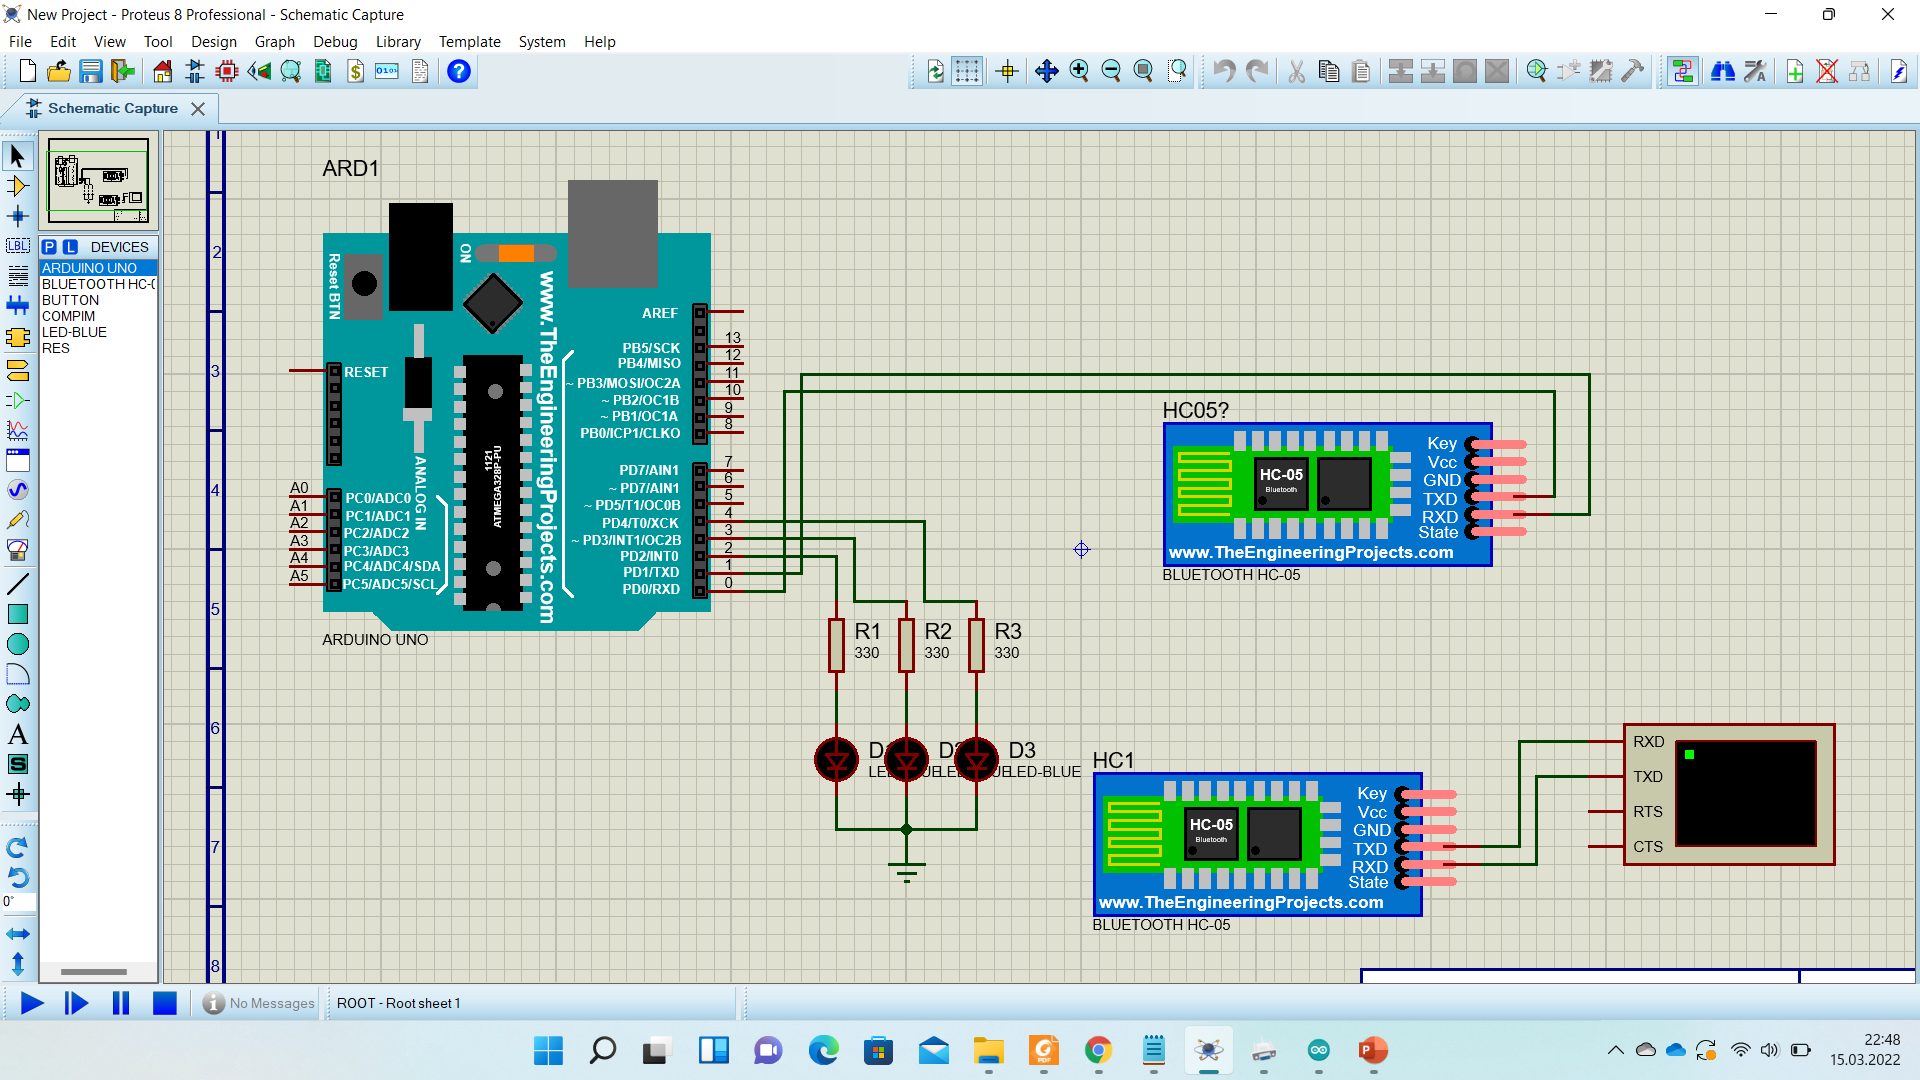 New Project - Proteus 8 Professional - Schematic Capture
File Edit View Tool Design Graph Debug Library Template System Help
Schematic Capture
P L DEVICES
ARDUINO UNO
BLUETOOTH HC-
BUTTON
COMPIM
LED-BLUE
RES
LBL
A
S
0°
2
3
4
5
6
7
8
ARD1
Reset BTN
ON
www.TheEngineeringProjects.com
AREF
PB5/SCK 13
PB4/MISO 12
~ PB3/MOSI/OC2A 11
~ PB2/OC1B 10
~ PB1/OC1A 9
PB0/ICP1/CLKO 8
PD7/AIN1 7
~ PD7/AIN1 6
~ PD5/T1/OC0B 5
PD4/T0/XCK 4
~ PD3/INT1/OC2B 3
PD2/INT0 2
PD1/TXD 1
PD0/RXD 0
RESET
ANALOG IN
1121
ATMEGA328P-PU
A0 PC0/ADC0
A1 PC1/ADC1
A2 PC2/ADC2
A3 PC3/ADC3
A4 PC4/ADC4/SDA
A5 PC5/ADC5/SCL
ARDUINO UNO
HC05?
HC-05
Bluetooth
Key
Vcc
GND
TXD
RXD
State
www.TheEngineeringProjects.com
BLUETOOTH HC-05
R1
330
R2
330
R3
330
D3
LED-BLUE
HC1
HC-05
Bluetooth
Key
Vcc
GND
TXD
RXD
State
www.TheEngineeringProjects.com
BLUETOOTH HC-05
RXD
TXD
RTS
CTS
No Messages
ROOT - Root sheet 1
22:48
15.03.2022